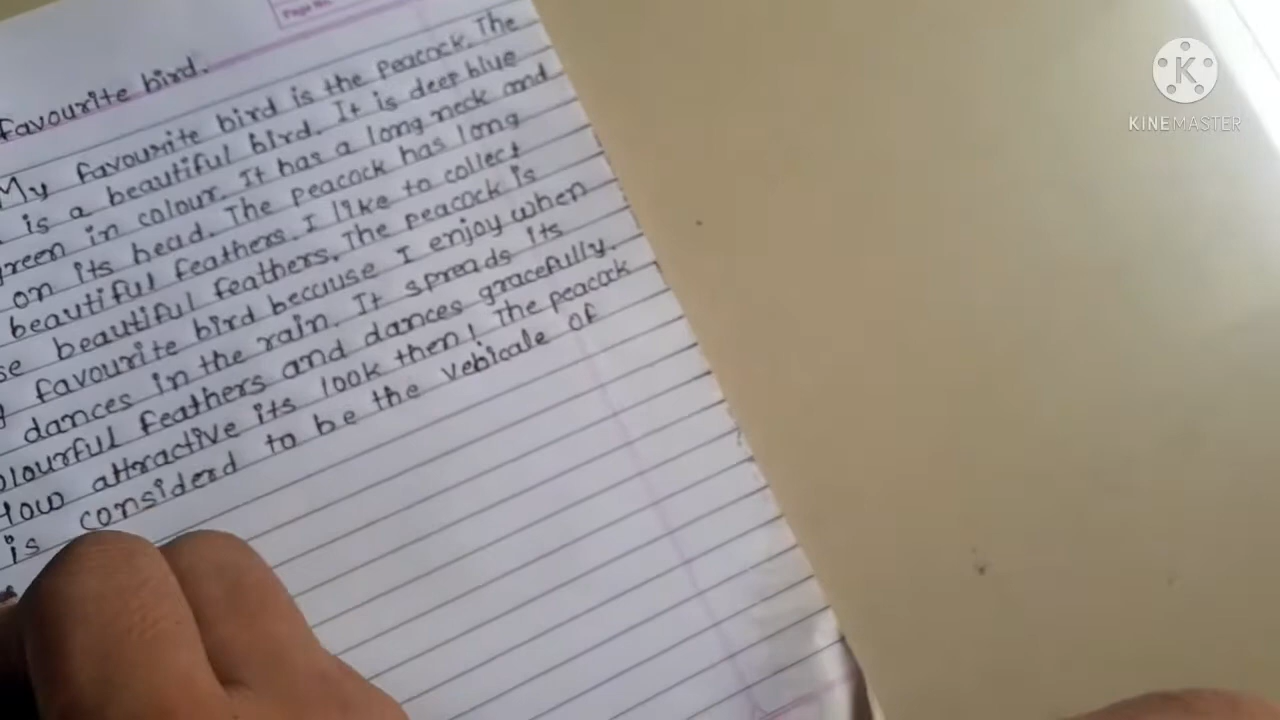 Page No.
favourite bird.
My favourite bird is the peacock. The
is a beautiful bird. It is deep blue
green in colour. It has a long neck and
on its head. The peacock has long
beautiful feathers. I like to collect
se beautiful feathers. The peacock is
favourite bird because I enjoy when
dances in the rain. It spreads its
olourful feathers and dances gracefully.
How attractive its look then! The peacock
is considerd to be the vehicale of
KINEMASTER